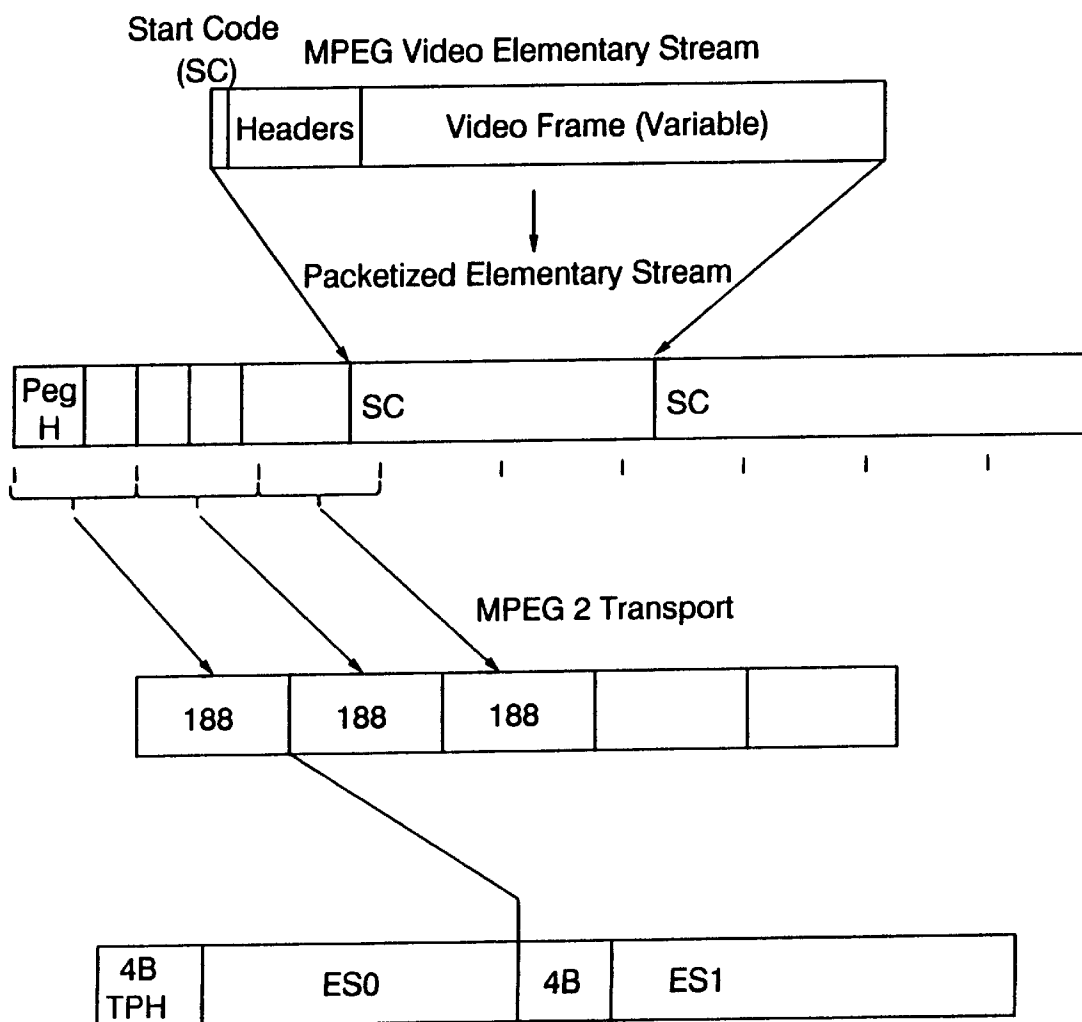 Start Code
(SC)
MPEG Video Elementary Stream
Headers
Video Frame (Variable)
Packetized Elementary Stream
Peg
H
SC
SC
MPEG 2 Transport
188
188
188
4B
TPH
ES0
4B
ES1